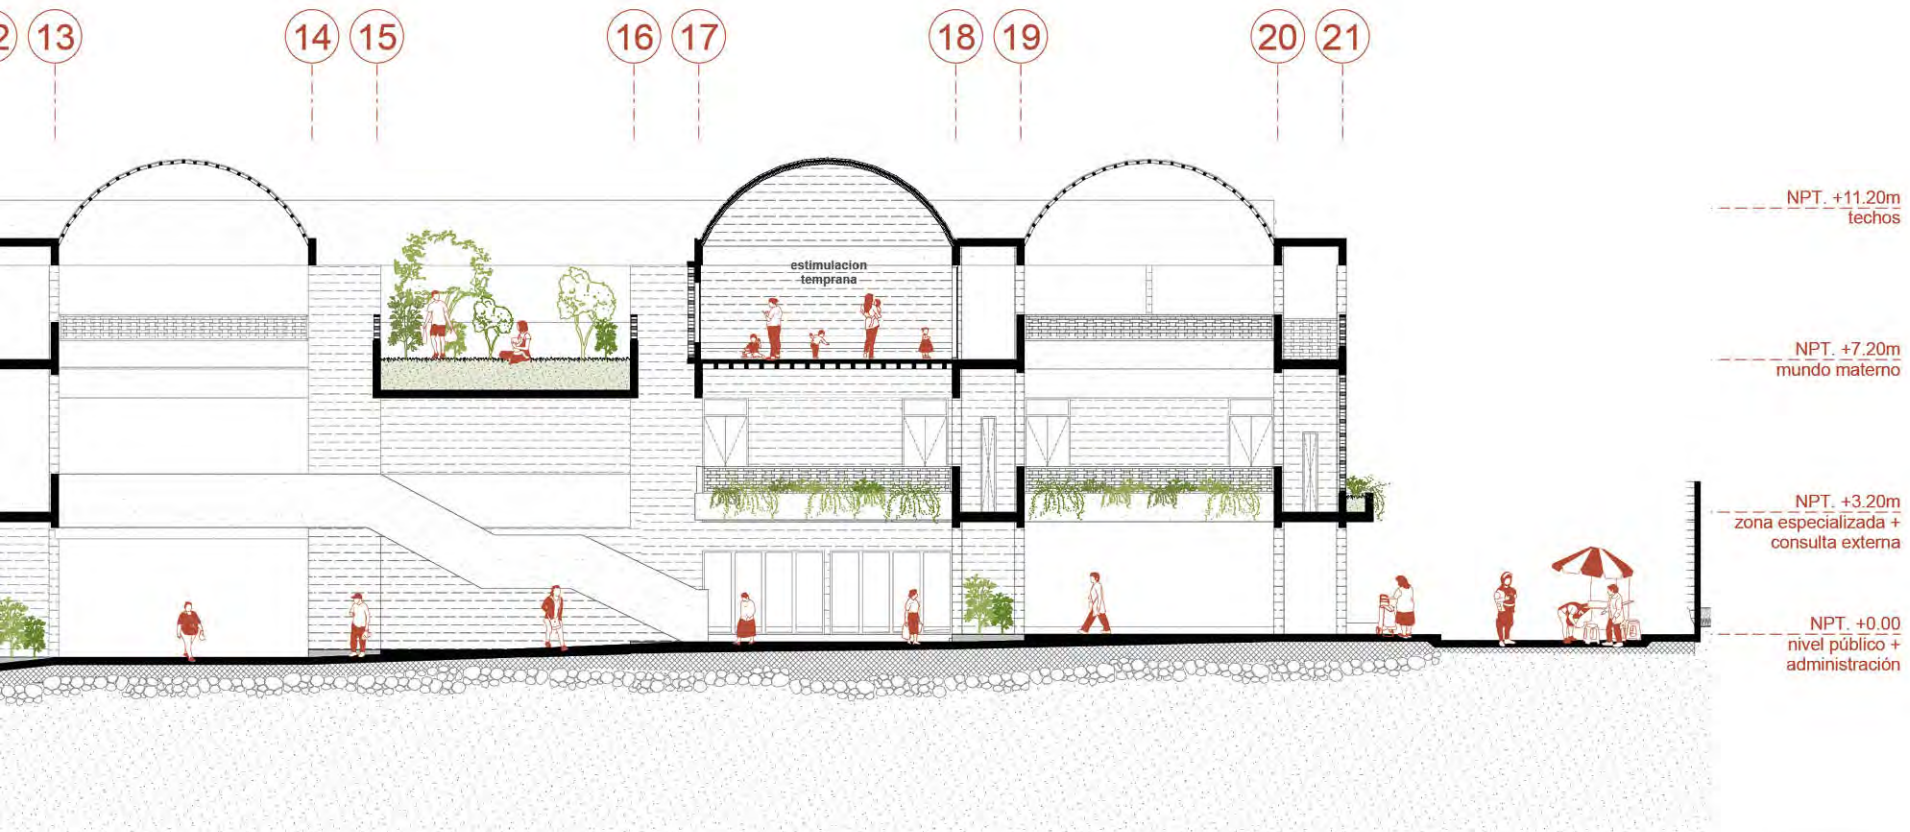 2 13 14 15 16 17 18 19 20 21
NPT. +11.20m
techos
estimulacion
temprana
NPT. +7.20m
mundo materno
NPT. +3.20m
zona especializada +
consulta externa
NPT. +0.00
nivel público +
administración